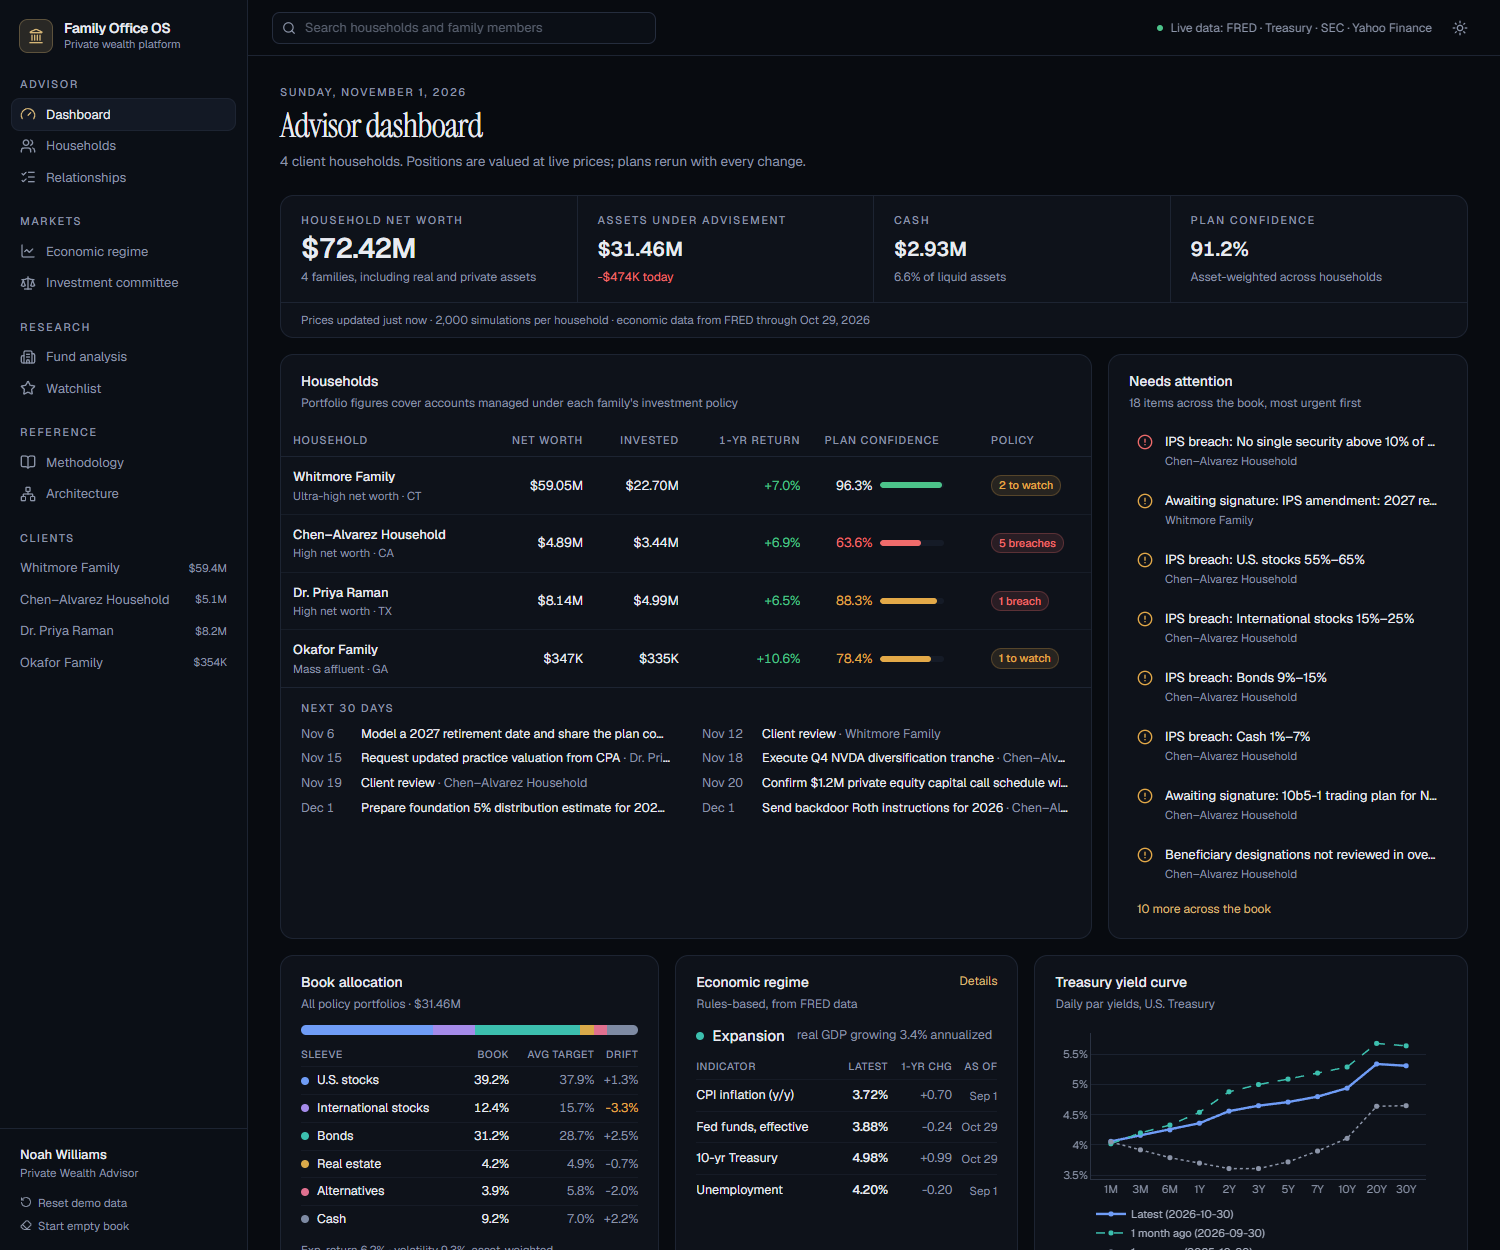 Family Office OS
Private wealth platform
ADVISOR
Dashboard
Households
Relationships
MARKETS
Economic regime
Investment committee
RESEARCH
Fund analysis
Watchlist
REFERENCE
Methodology
Architecture
CLIENTS
Whitmore Family $59.4M
Chen–Alvarez Household $5.1M
Dr. Priya Raman $8.2M
Okafor Family $354K
Noah Williams
Private Wealth Advisor
Reset demo data
Start empty book
Search households and family members
Live data: FRED · Treasury · SEC · Yahoo Finance
SUNDAY, NOVEMBER 1, 2026
Advisor dashboard
4 client households. Positions are valued at live prices; plans rerun with every change.
HOUSEHOLD NET WORTH
$72.42M
4 families, including real and private assets
ASSETS UNDER ADVISEMENT
$31.46M
-$474K today
CASH
$2.93M
6.6% of liquid assets
PLAN CONFIDENCE
91.2%
Asset-weighted across households
Prices updated just now · 2,000 simulations per household · economic data from FRED through Oct 29, 2026
Households
Portfolio figures cover accounts managed under each family's investment policy
HOUSEHOLD NET WORTH INVESTED 1-YR RETURN PLAN CONFIDENCE POLICY
Whitmore Family $59.05M $22.70M +7.0% 96.3% 2 to watch
Ultra-high net worth · CT
Chen–Alvarez Household $4.89M $3.44M +6.9% 63.6% 5 breaches
High net worth · CA
Dr. Priya Raman $8.14M $4.99M +6.5% 88.3% 1 breach
High net worth · TX
Okafor Family $347K $335K +10.6% 78.4% 1 to watch
Mass affluent · GA
NEXT 30 DAYS
Nov 6 Model a 2027 retirement date and share the plan co...
Nov 12 Client review · Whitmore Family
Nov 15 Request updated practice valuation from CPA · Dr. Pri...
Nov 18 Execute Q4 NVDA diversification tranche · Chen–Alv...
Nov 19 Client review · Chen–Alvarez Household
Nov 20 Confirm $1.2M private equity capital call schedule wi...
Dec 1 Prepare foundation 5% distribution estimate for 202...
Dec 1 Send backdoor Roth instructions for 2026 · Chen–Al...
Needs attention
18 items across the book, most urgent first
IPS breach: No single security above 10% of ...
Chen–Alvarez Household
Awaiting signature: IPS amendment: 2027 re...
Whitmore Family
IPS breach: U.S. stocks 55%–65%
Chen–Alvarez Household
IPS breach: International stocks 15%–25%
Chen–Alvarez Household
IPS breach: Bonds 9%–15%
Chen–Alvarez Household
IPS breach: Cash 1%–7%
Chen–Alvarez Household
Awaiting signature: 10b5-1 trading plan for N...
Chen–Alvarez Household
Beneficiary designations not reviewed in ove...
Chen–Alvarez Household
10 more across the book
Book allocation
All policy portfolios · $31.46M
SLEEVE BOOK AVG TARGET DRIFT
U.S. stocks 39.2% 37.9% +1.3%
International stocks 12.4% 15.7% -3.3%
Bonds 31.2% 28.7% +2.5%
Real estate 4.2% 4.9% -0.7%
Alternatives 3.9% 5.8% -2.0%
Cash 9.2% 7.0% +2.2%
Economic regime Details
Rules-based, from FRED data
Expansion real GDP growing 3.4% annualized
INDICATOR LATEST 1-YR CHG AS OF
CPI inflation (y/y) 3.72% +0.70 Sep 1
Fed funds, effective 3.88% -0.24 Oct 29
10-yr Treasury 4.98% +0.99 Oct 29
Unemployment 4.20% -0.20 Sep 1
Treasury yield curve
Daily par yields, U.S. Treasury
5.5%
5%
4.5%
4%
3.5%
1M 3M 6M 1Y 2Y 3Y 5Y 7Y 10Y 20Y 30Y
Latest (2026-10-30)
1 month ago (2026-09-30)